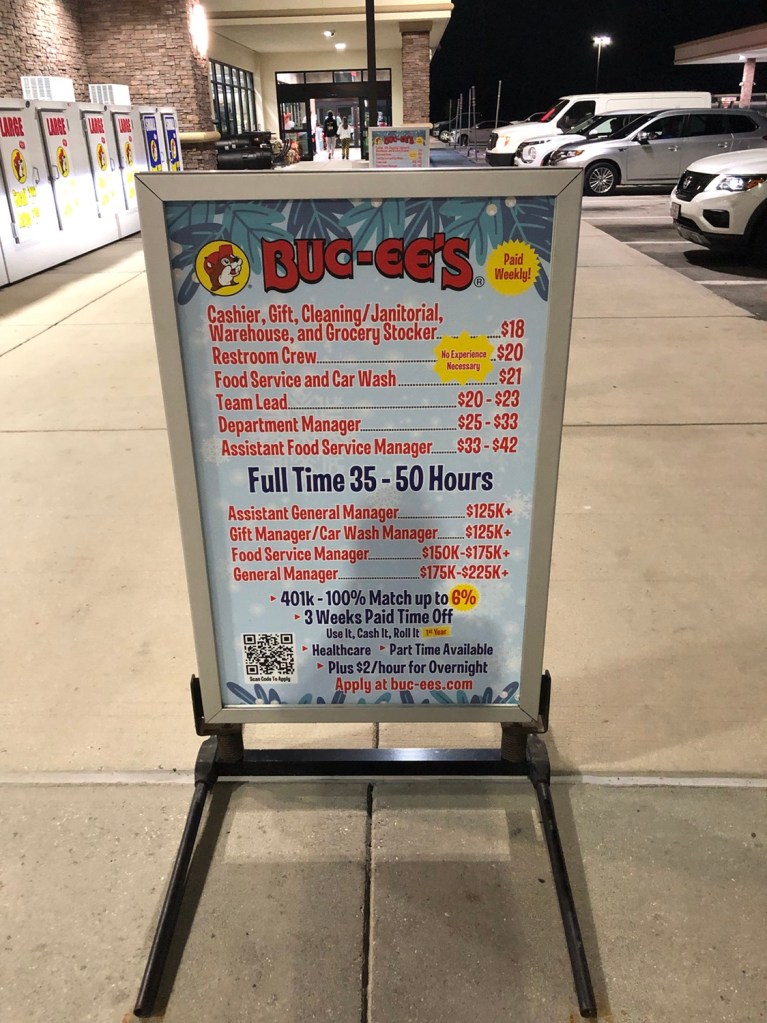 LARGE
LARGE
LARGE
LARGE
BUC-EE'S
BUC-EE'S®
Paid
Weekly!
Cashier, Gift, Cleaning/Janitorial,
Warehouse, and Grocery Stocker..........$18
No Experience
Necessary
Restroom Crew..........$20
Food Service and Car Wash..........$21
Team Lead..........$20 - $23
Department Manager..........$25 - $33
Assistant Food Service Manager..........$33 - $42
Full Time 35 - 50 Hours
Assistant General Manager..........$125K+
Gift Manager/Car Wash Manager..........$125K+
Food Service Manager..........$150K-$175K+
General Manager..........$175K-$225K+
401k - 100% Match up to 6%
3 Weeks Paid Time Off
Use It, Cash It, Roll It 1st Year
Healthcare ▸ Part Time Available
Plus $2/hour for Overnight
Scan Code To Apply
Apply at buc-ees.com